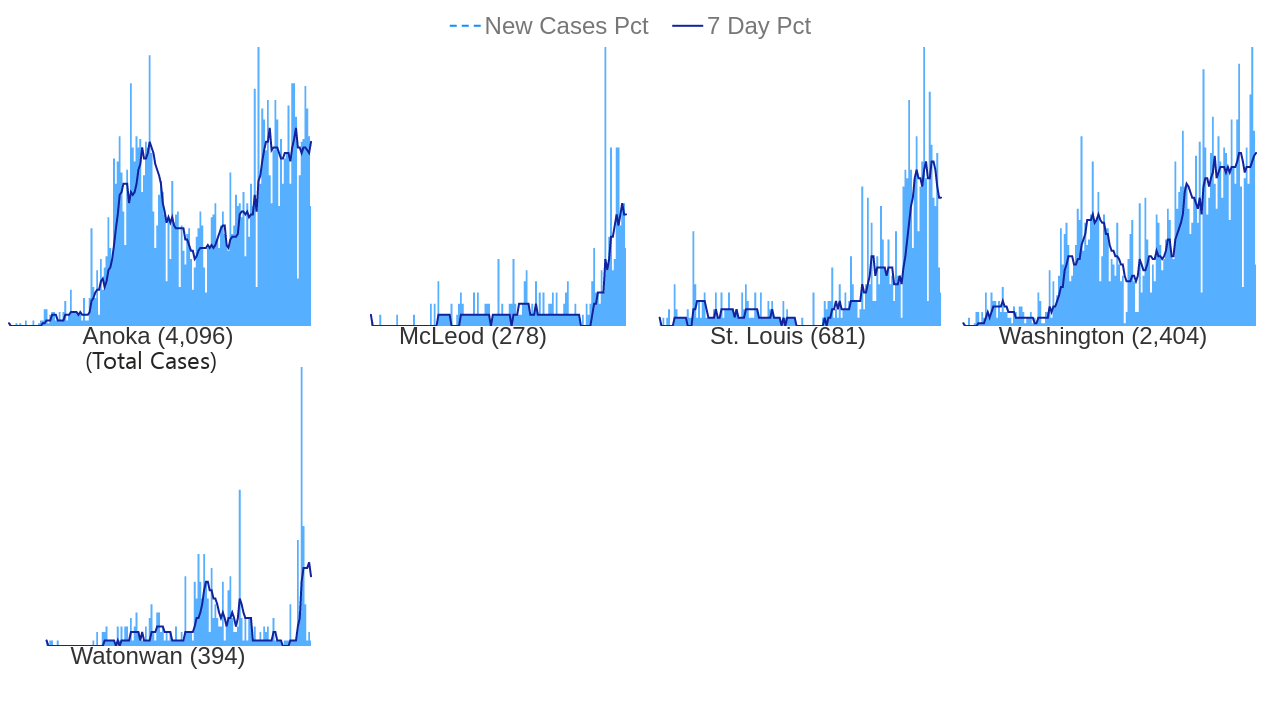 New Cases Pct 7 Day Pct
Anoka (4,096)
(Total Cases)
McLeod (278)
St. Louis (681)
Washington (2,404)
Watonwan (394)